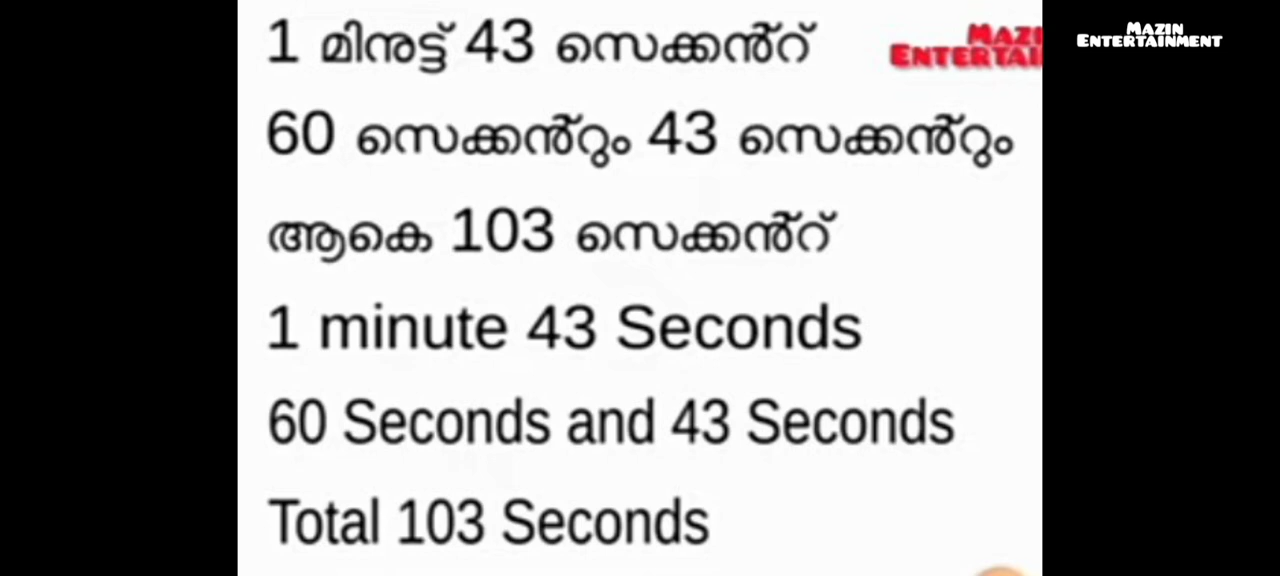 1 മിനുട്ട് 43 സെക്കൻ്റ്
60 സെക്കൻ്റും 43 സെക്കൻ്റും
ആകെ 103 സെക്കൻ്റ്
1 minute 43 Seconds
60 Seconds and 43 Seconds
Total 103 Seconds
MAZIN
ENTERTAINMENT